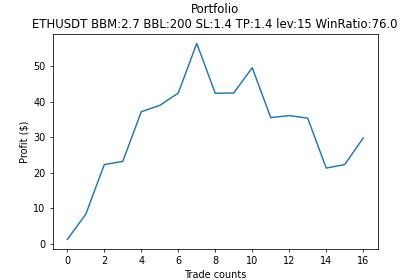 Portfolio
ETHUSDT BBM:2.7 BBL:200 SL:1.4 TP:1.4 lev:15 WinRatio:76.0
Profit ($)
50
40
30
20
10
0
0 2 4 6 8 10 12 14 16
Trade counts